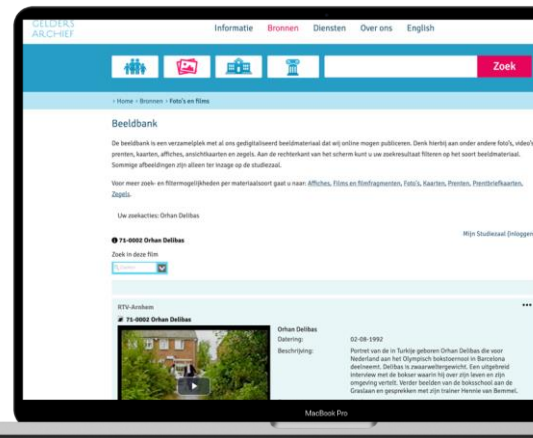 GELDERS
ARCHIEF
Informatie Bronnen Diensten Over ons English
Zoek
› Home › Bronnen › Foto's en films
Beeldbank
De beeldbank is een verzamelplek met al ons gedigitaliseerd beeldmateriaal dat wij online mogen publiceren. Denk hierbij aan onder andere foto's, video's
prenten, kaarten, affiches, ansichtkaarten en zegels. Aan de rechterkant van het scherm kunt u uw zoekresultaat filteren op het soort beeldmateriaal.
Sommige afbeeldingen zijn alleen ter inzage op de studiezaal.
Voor meer zoek- en filtermogelijkheden per materiaalsoort gaat u naar: Affiches, Films en filmfragmenten, Foto's, Kaarten, Prenten, Prentbriefkaarten,
Zegels.
Uw zoekacties: Orhan Delibas
Mijn Studiezaal (inloggen
71-0002 Orhan Delibas
Zoek in deze film
RTV-Arnhem
71-0002 Orhan Delibas
Orhan Delibas
Datering: 02-08-1992
Beschrijving: Portret van de in Turkije geboren Orhan Delibas die voor
Nederland aan het Olympisch bokstoernooi in Barcelona
deelneemt. Delibas is zwaarweltergewicht. Een uitgebreid
interview met de bokser waarin hij over zijn leven en zijn
omgeving vertelt. Verder beelden van de boksschool aan de
Graslaan en gesprekken met zijn trainer Hennie van Bemmel.
MacBook Pro